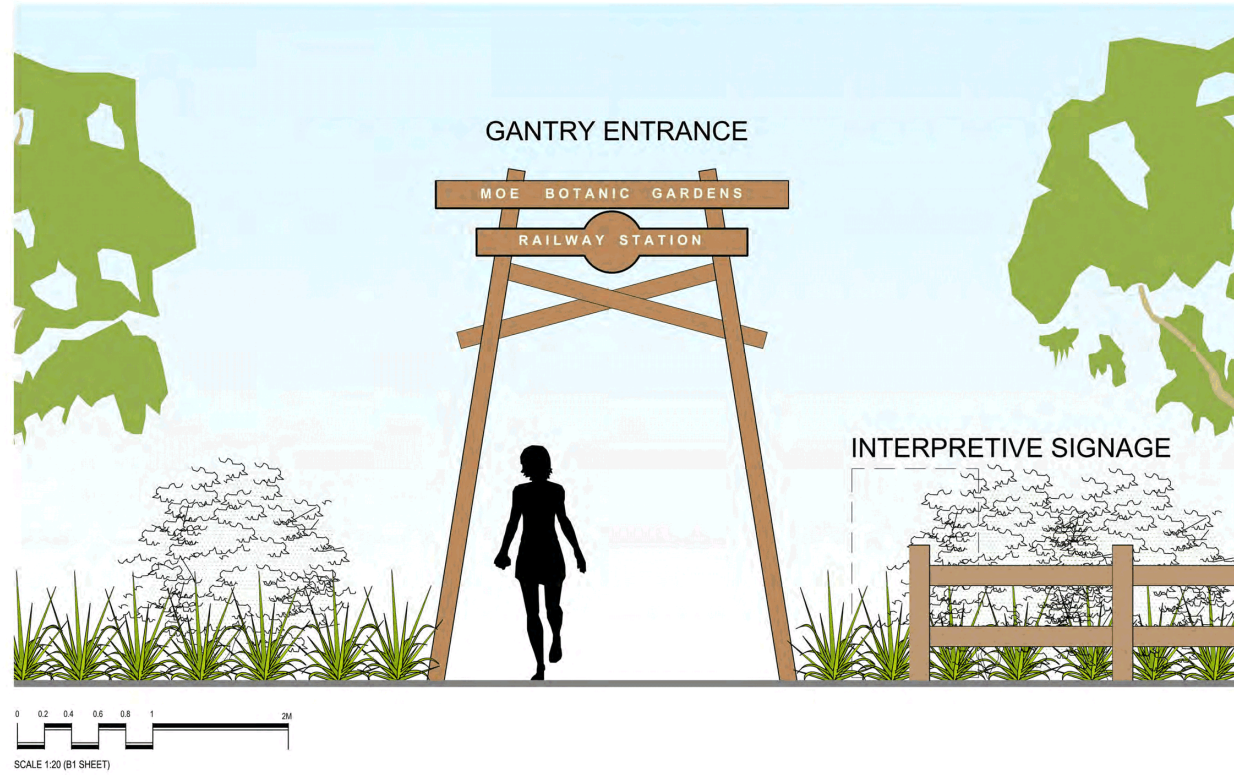 GANTRY ENTRANCE
MOE BOTANIC GARDENS
RAILWAY STATION
INTERPRETIVE SIGNAGE
0 0.2 0.4 0.6 0.8 1 2M
SCALE 1:20 (B1 SHEET)